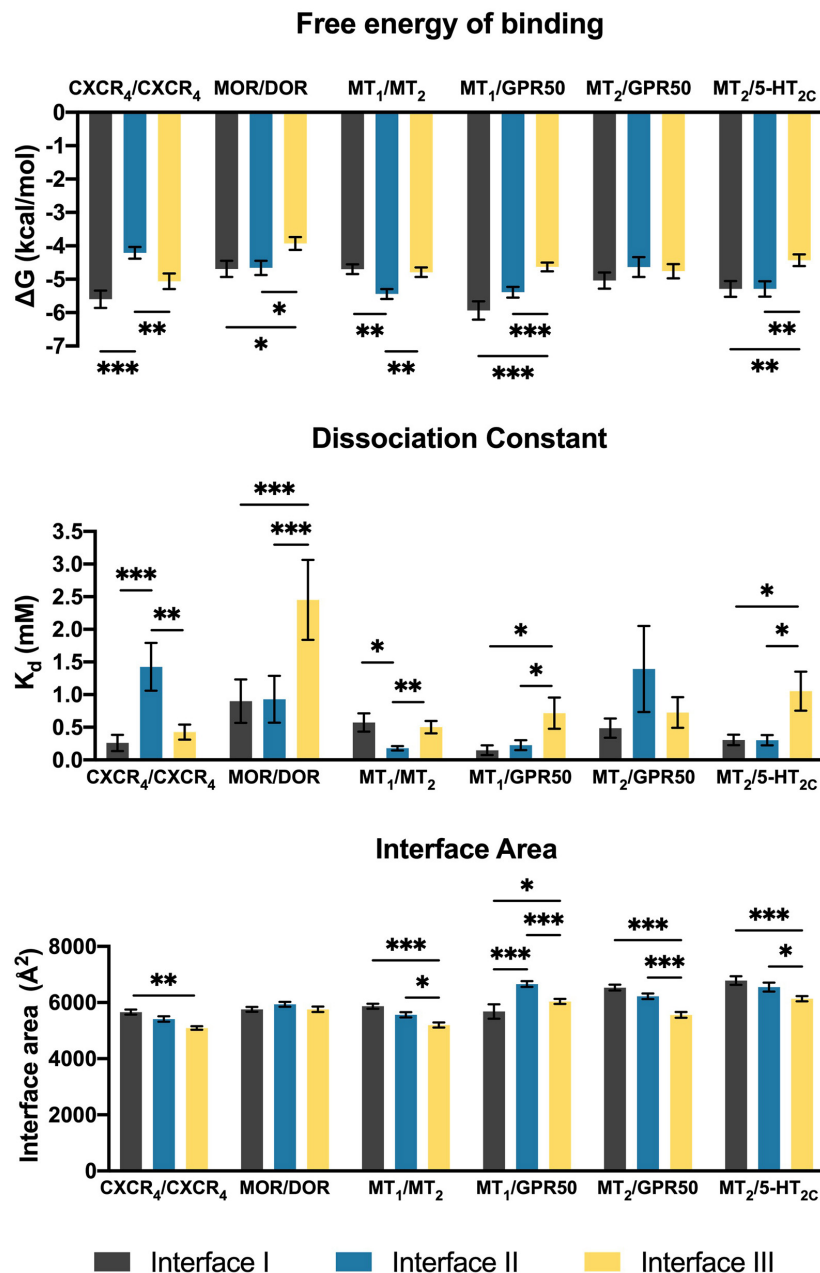 Free energy of binding
CXCR₄/CXCR₄ MOR/DOR MT₁/MT₂ MT₁/GPR50 MT₂/GPR50 MT₂/5-HT₂C
0
-1
-2
-3
-4
-5
-6
-7
ΔG (kcal/mol)
* ** ** *** **
*** * ** *** **
Dissociation Constant
*** *
*** *** * ** * * *
**
3.5
3.0
2.5
2.0
1.5
1.0
0.5
0.0
K_d (mM)
CXCR₄/CXCR₄ MOR/DOR MT₁/MT₂ MT₁/GPR50 MT₂/GPR50 MT₂/5-HT₂C
Interface Area
** *** * *** *** *** *** *** *
*
8000
6000
4000
2000
0
Interface area (Å²)
CXCR₄/CXCR₄ MOR/DOR MT₁/MT₂ MT₁/GPR50 MT₂/GPR50 MT₂/5-HT₂C
Interface I Interface II Interface III